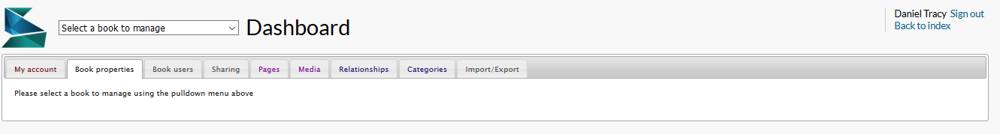 Select a book to manage
Dashboard
Daniel Tracy Sign out
Back to index
My account Book properties Book users Sharing Pages Media Relationships Categories Import/Export
Please select a book to manage using the pulldown menu above